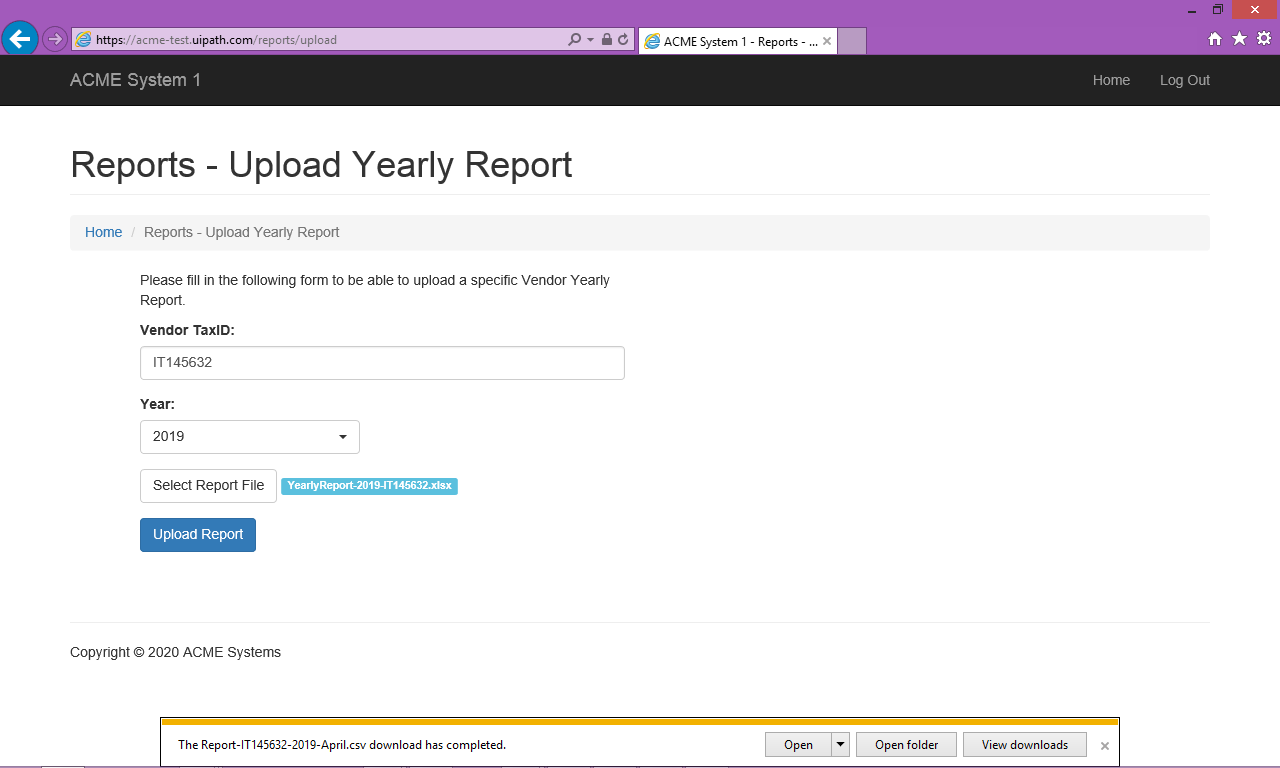 https://acme-test.uipath.com/reports/upload
ACME System 1 - Reports - ...
ACME System 1
Home
Log Out
Reports - Upload Yearly Report
Home / Reports - Upload Yearly Report
Please fill in the following form to be able to upload a specific Vendor Yearly
Report.
Vendor TaxID:
IT145632
Year:
2019
Select Report File
YearlyReport-2019-IT145632.xlsx
Upload Report
Copyright © 2020 ACME Systems
The Report-IT145632-2019-April.csv download has completed.
Open
Open folder
View downloads